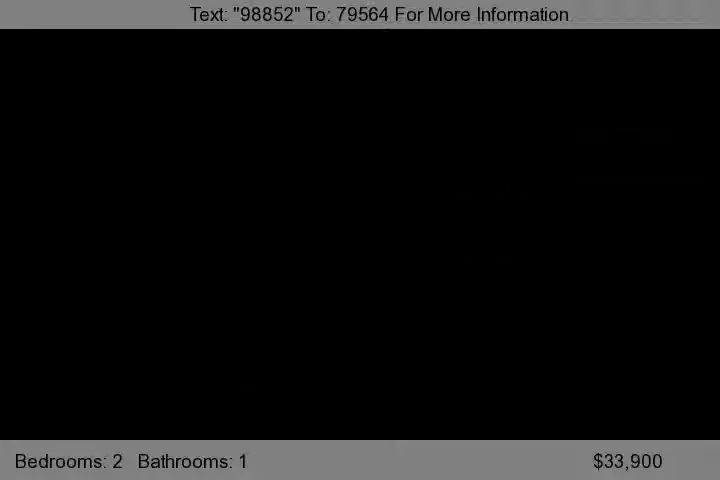 Text: "98852" To: 79564 For More Information
Bedrooms: 2 Bathrooms: 1 $33,900